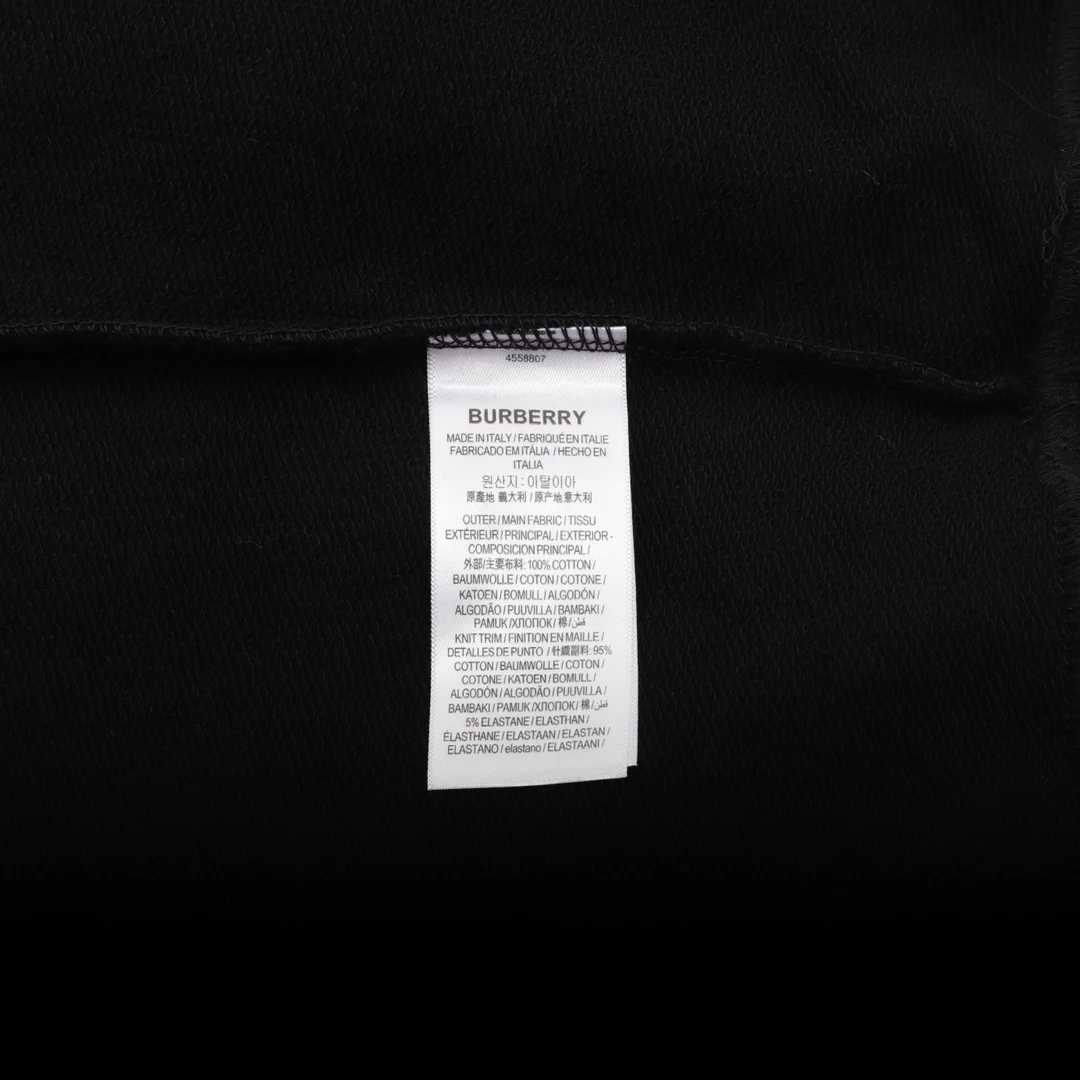 4558807
BURBERRY
MADE IN ITALY / FABRIQUÉ EN ITALIE
FABRICADO EM ITÁLIA / HECHO EN
ITALIA
원산지 : 아탈이아
原產地 義大利 / 原产地意大利
OUTER / MAIN FABRIC / TISSU
EXTÉRIEUR / PRINCIPAL / EXTERIOR -
COMPOSICION PRINCIPAL /
外部/主要布料: 100% COTTON /
BAUMWOLLE / COTON / COTONE /
KATOEN / BOMULL / ALGODÓN /
ALGODÃO / PUUVILLA / BAMBAKI /
PAMUK /ХЛОПОК/ 棉 /قطن
KNIT TRIM / FINITION EN MAILLE /
DETALLES DE PUNTO / 針織副料: 95%
COTTON / BAUMWOLLE / COTON /
COTONE / KATOEN / BOMULL /
ALGODÓN / ALGODÃO / PUUVILLA /
BAMBAKI / PAMUK /ХЛОПОК/ 棉 /قطن
5% ELASTANE / ELASTHAN /
ÉLASTHANE / ELASTAAN / ELASTAN /
ELASTANO / elastano / ELASTAANI /